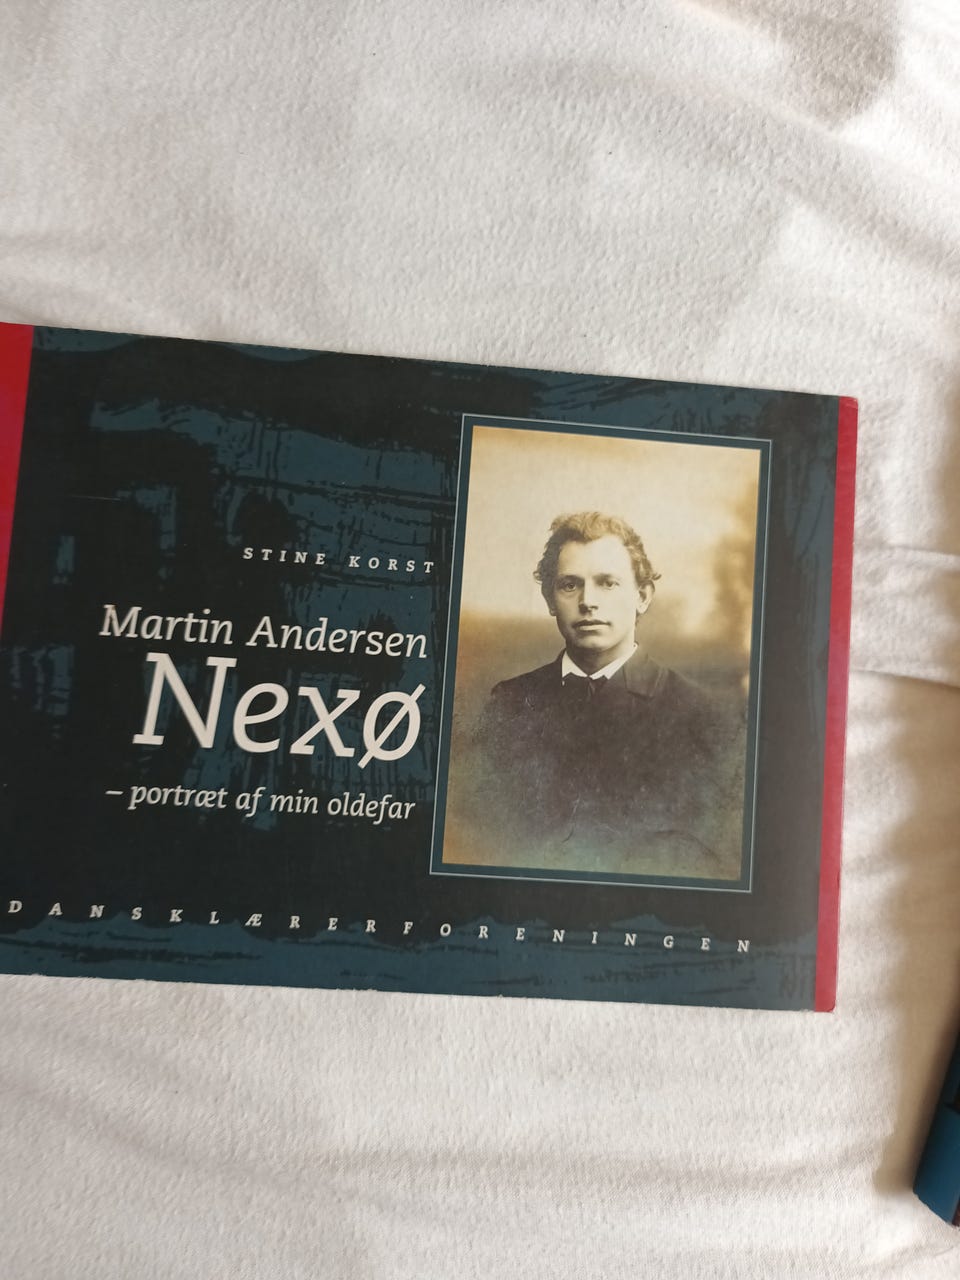 STINE KORST
Martin Andersen
Nexø
– portræt af min oldefar
DANSKLÆRERFORENINGEN